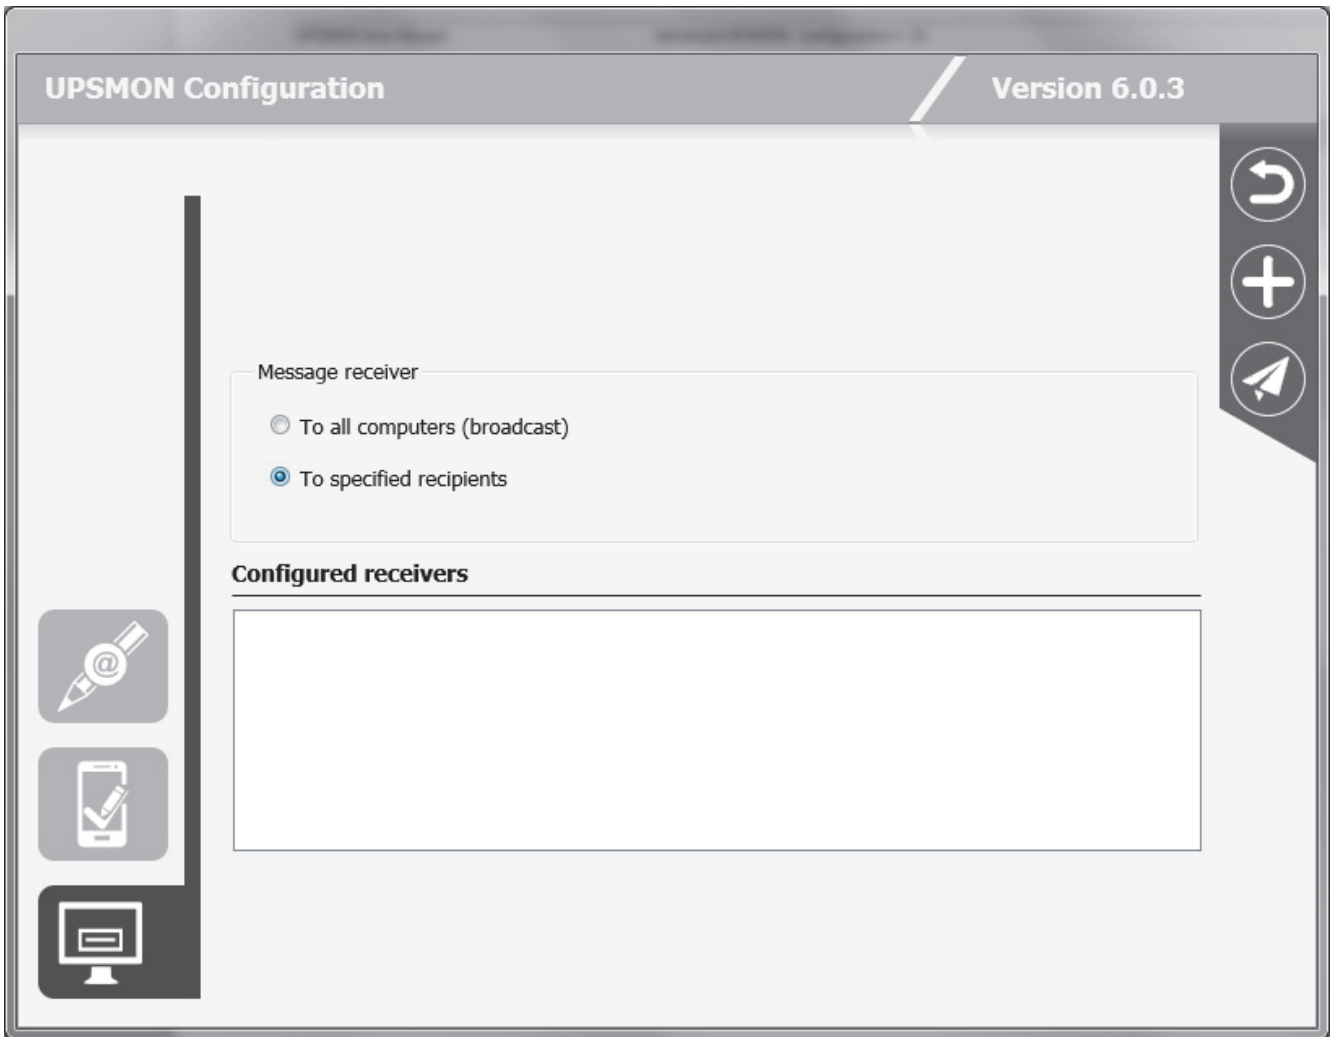 UPSMON Configuration
Version 6.0.3
Message receiver
To all computers (broadcast)
To specified recipients
Configured receivers
@